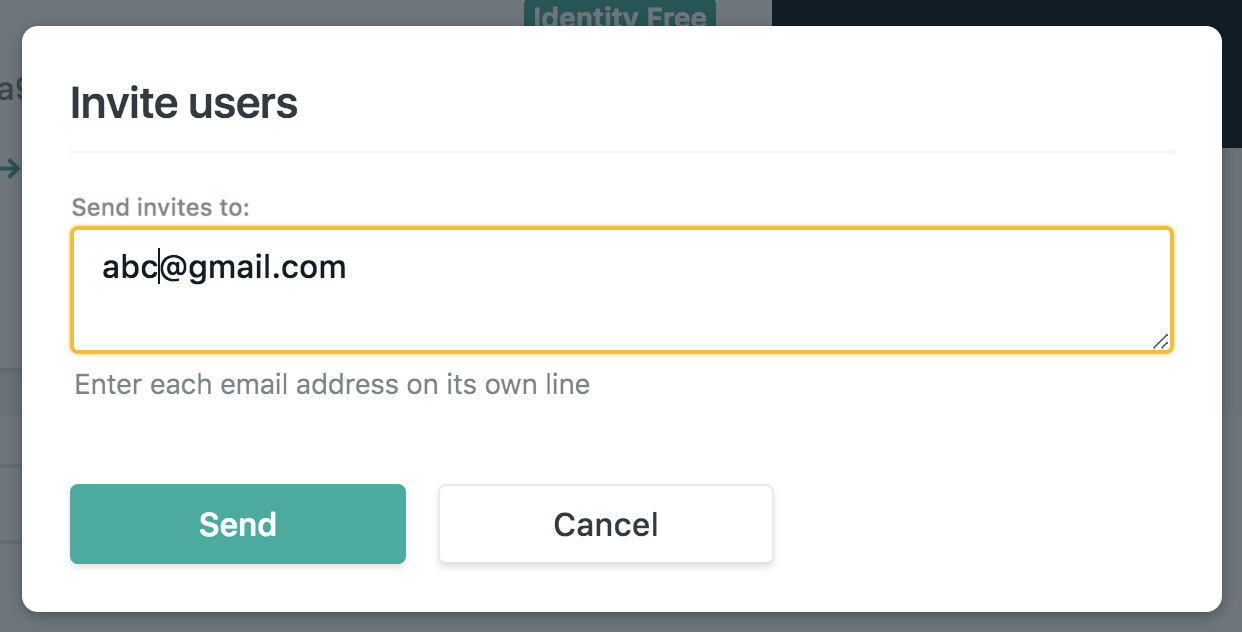 Identity Free
Invite users
Send invites to:
abc@gmail.com
Enter each email address on its own line
Send
Cancel